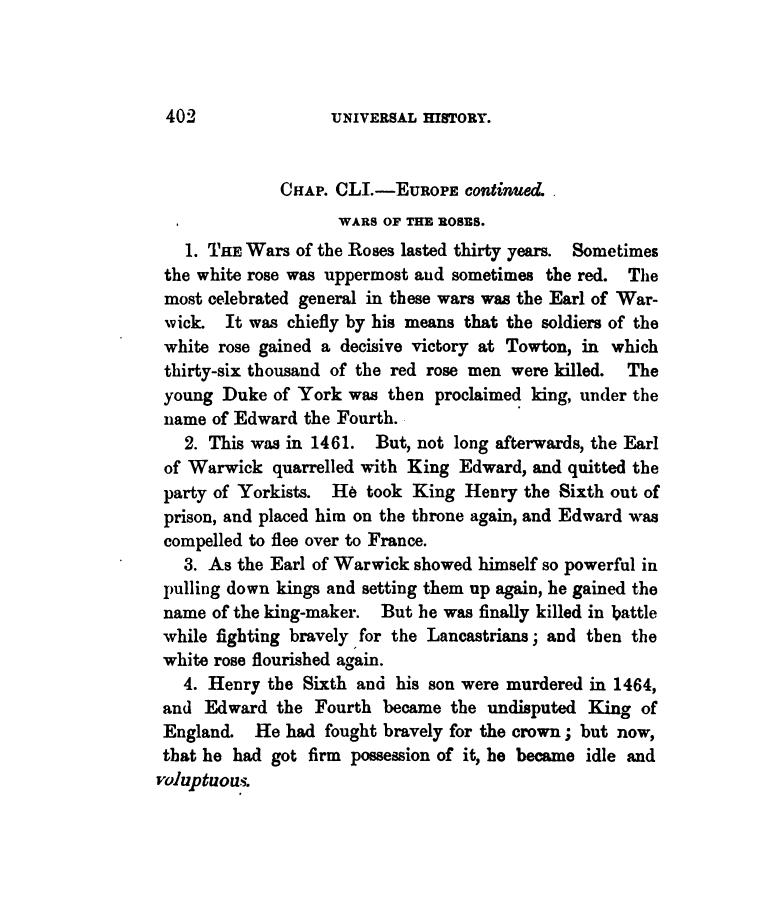 402 UNIVERSAL HISTORY.
CHAP. CLI.—EUROPE continued.
WARS OF THE ROSES.
1. THE Wars of the Roses lasted thirty years. Sometimes
the white rose was uppermost and sometimes the red. The
most celebrated general in these wars was the Earl of War-
wick. It was chiefly by his means that the soldiers of the
white rose gained a decisive victory at Towton, in which
thirty-six thousand of the red rose men were killed. The
young Duke of York was then proclaimed king, under the
name of Edward the Fourth.
2. This was in 1461. But, not long afterwards, the Earl
of Warwick quarrelled with King Edward, and quitted the
party of Yorkists. He took King Henry the Sixth out of
prison, and placed him on the throne again, and Edward was
compelled to flee over to France.
3. As the Earl of Warwick showed himself so powerful in
pulling down kings and setting them up again, he gained the
name of the king-maker. But he was finally killed in battle
while fighting bravely for the Lancastrians; and then the
white rose flourished again.
4. Henry the Sixth and his son were murdered in 1464,
and Edward the Fourth became the undisputed King of
England. He had fought bravely for the crown; but now,
that he had got firm possession of it, he became idle and
voluptuous.